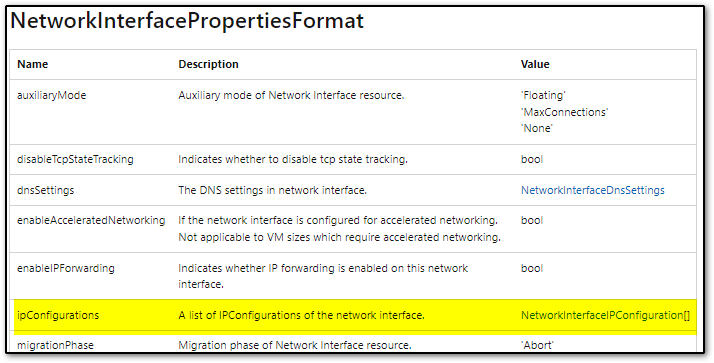 NetworkInterfacePropertiesFormat
Name Description Value
auxiliaryMode Auxiliary mode of Network Interface resource. 'Floating'
'MaxConnections'
'None'
disableTcpStateTracking Indicates whether to disable tcp state tracking. bool
dnsSettings The DNS settings in network interface. NetworkInterfaceDnsSettings
enableAcceleratedNetworking If the network interface is configured for accelerated networking. bool
Not applicable to VM sizes which require accelerated networking.
enableIPForwarding Indicates whether IP forwarding is enabled on this network bool
interface.
ipConfigurations A list of IPConfigurations of the network interface. NetworkInterfaceIPConfiguration[]
migrationPhase Migration phase of Network Interface resource. 'Abort'